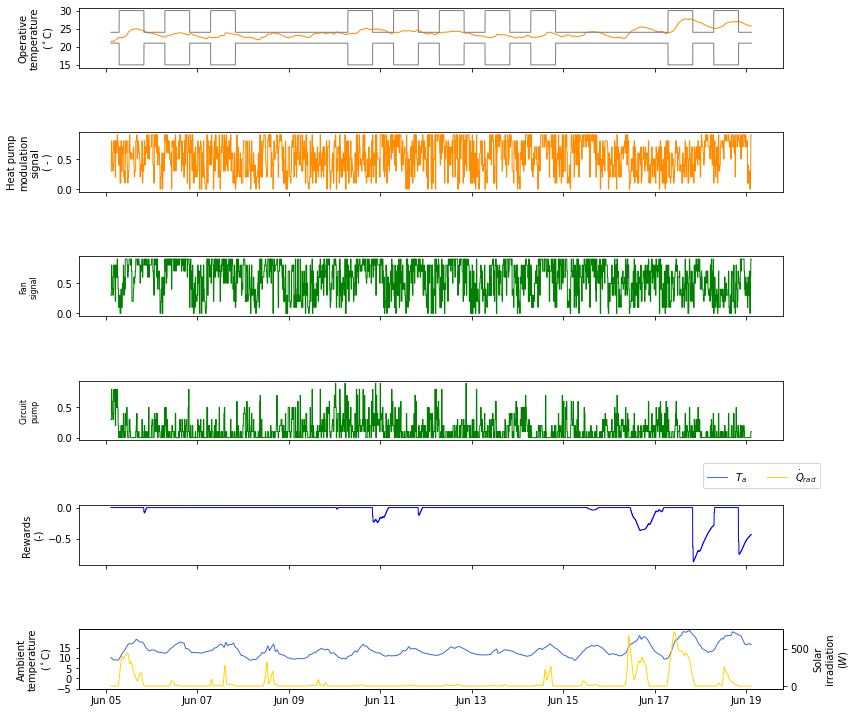 Operative
temperature
(°C)
30
25
20
15
Heat pump
modulation
signal
( - )
0.5
0.0
Fan
signal
0.5
0.0
Circuit
pump
0.5
0.0
Tₐ
Q̇rad
Rewards
(-)
0.0
−0.5
Ambient
temperature
(°C)
15
10
5
0
−5
500
0
Solar
irradiation
(W)
Jun 05 Jun 07 Jun 09 Jun 11 Jun 13 Jun 15 Jun 17 Jun 19